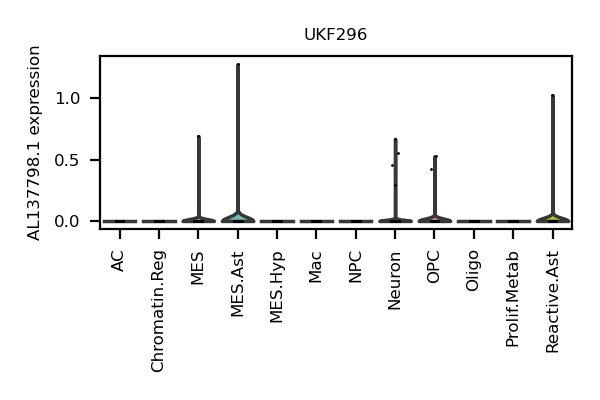 UKF296
AL137798.1 expression
1.0
0.5
0.0
AC
Chromatin.Reg
MES
MES.Ast
MES.Hyp
Mac
NPC
Neuron
OPC
Oligo
Prolif.Metab
Reactive.Ast